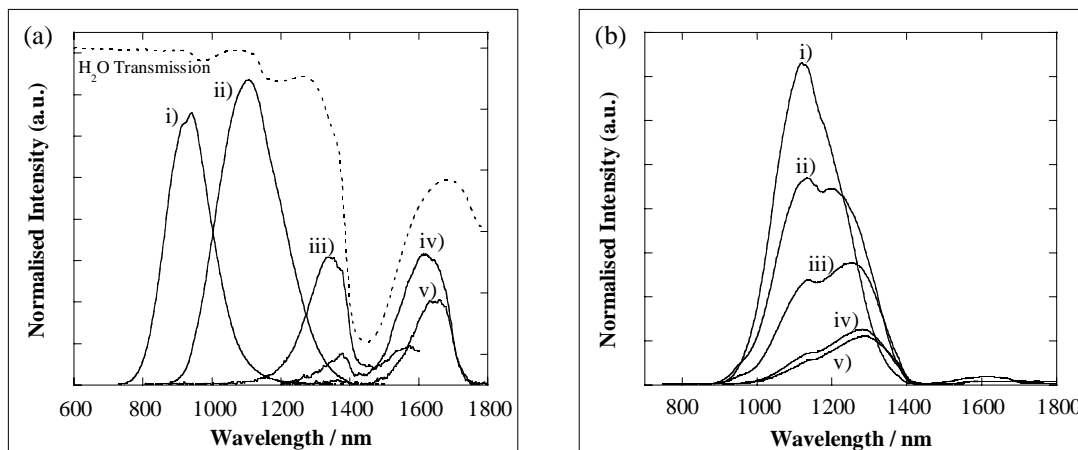 (a)
H₂O Transmission
i)
ii)
iii)
iv)
v)
Normalised Intensity (a.u.)
600 800 1000 1200 1400 1600 1800
Wavelength / nm
(b)
i)
ii)
iii)
iv)
v)
Normalised Intensity (a.u.)
800 1000 1200 1400 1600 1800
Wavelength / nm